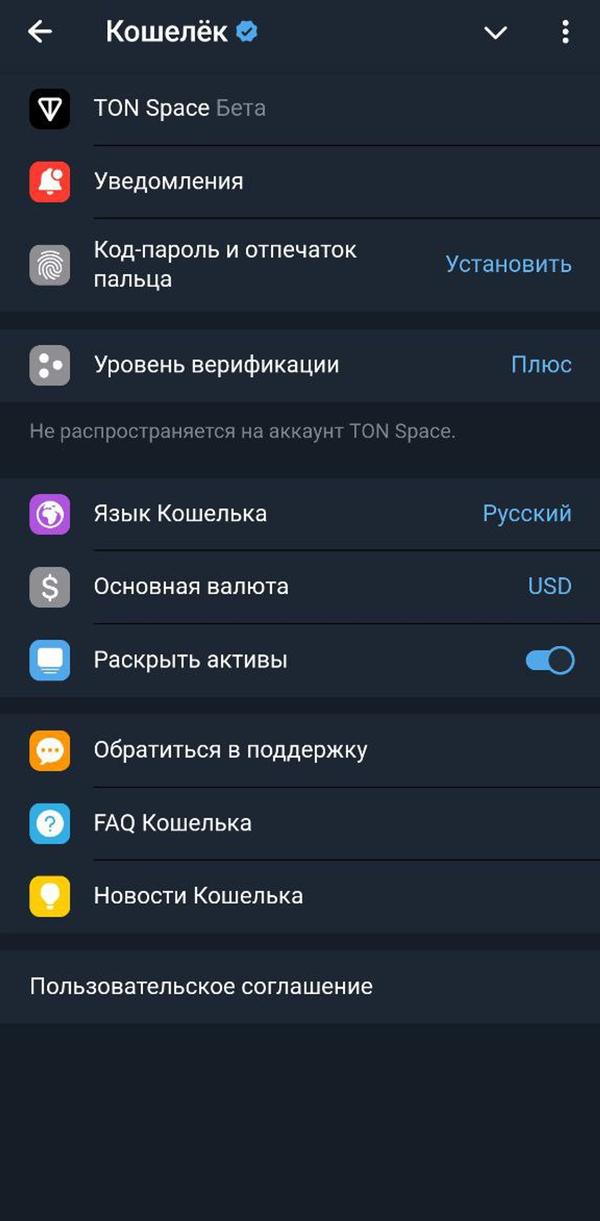 Кошелёк
TON Space Бета
Уведомления
Код-пароль и отпечаток
пальца
Установить
Уровень верификации Плюс
Не распространяется на аккаунт TON Space.
Язык Кошелька Русский
Основная валюта USD
Раскрыть активы
Обратиться в поддержку
FAQ Кошелька
Новости Кошелька
Пользовательское соглашение